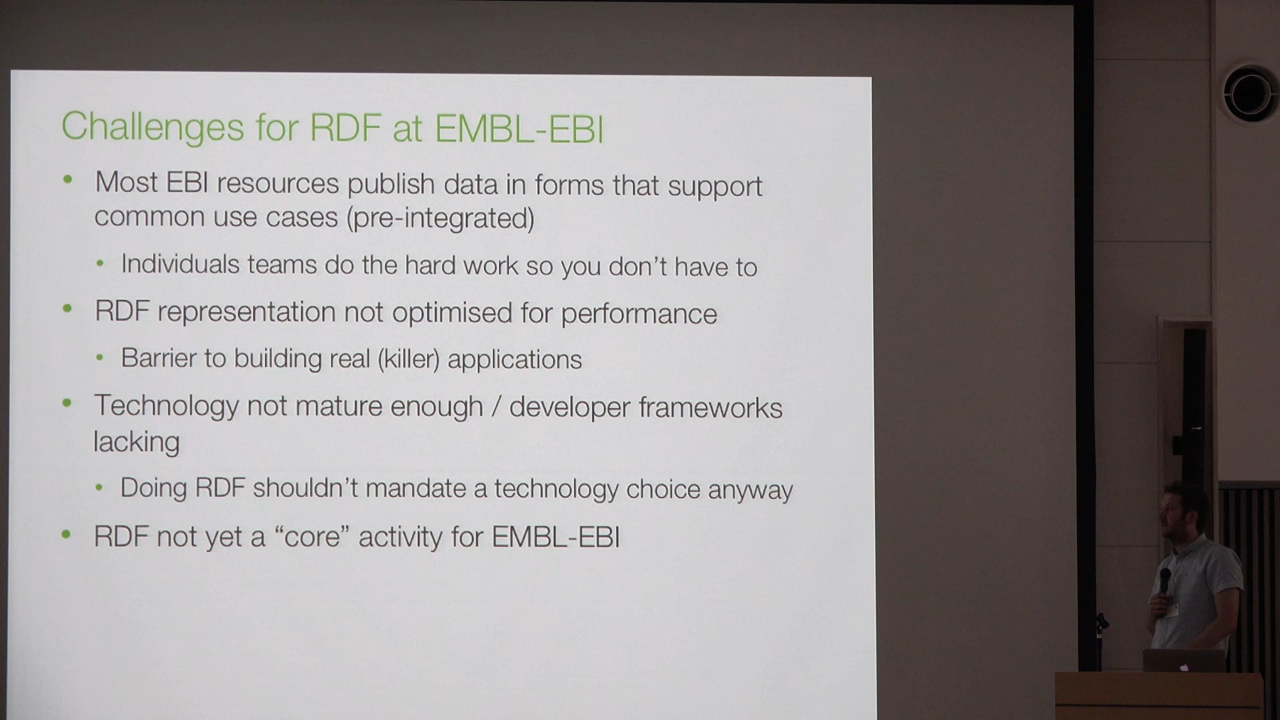 Challenges for RDF at EMBL-EBI
• Most EBI resources publish data in forms that support
common use cases (pre-integrated)
• Individuals teams do the hard work so you don't have to
• RDF representation not optimised for performance
• Barrier to building real (killer) applications
• Technology not mature enough / developer frameworks
lacking
• Doing RDF shouldn't mandate a technology choice anyway
• RDF not yet a “core” activity for EMBL-EBI